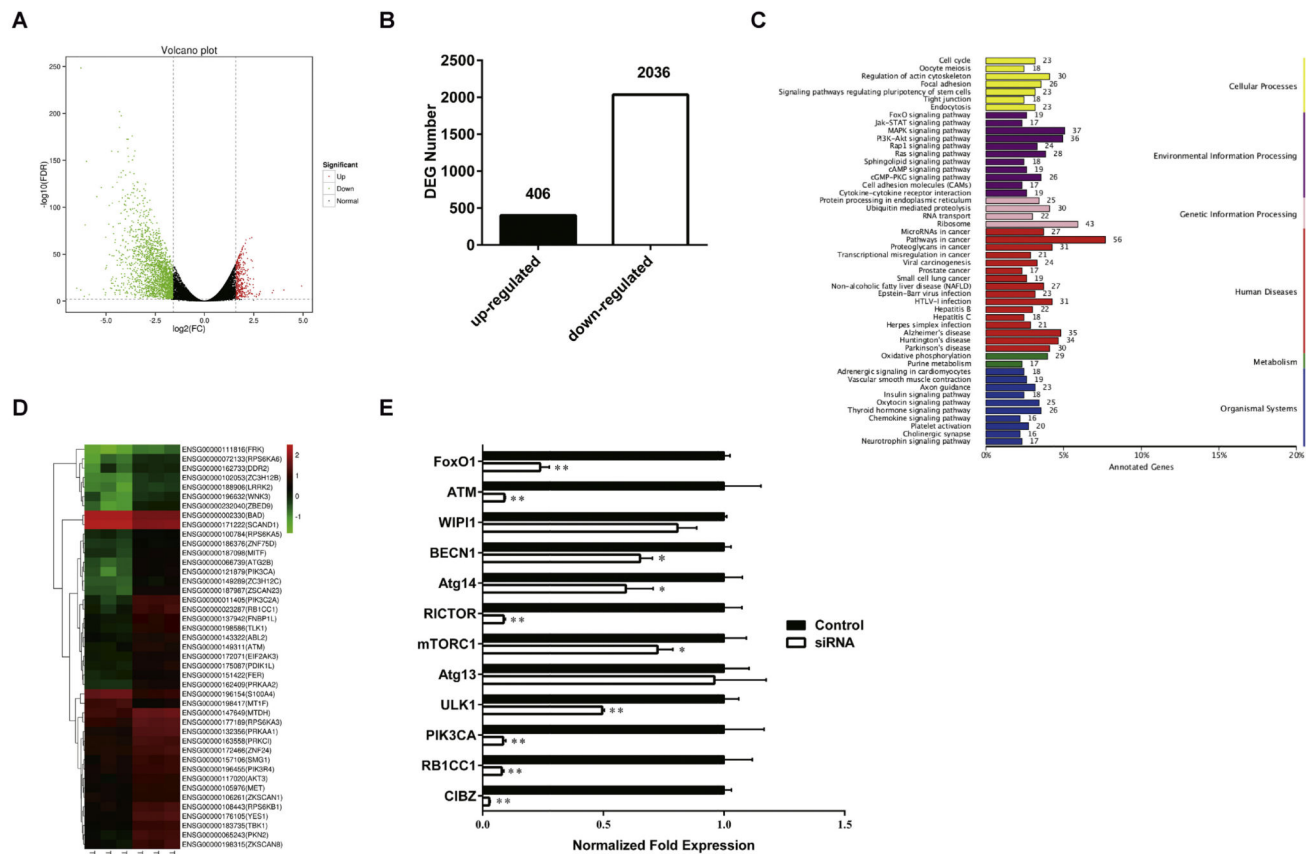 A
Volcano plot
250
200
150
100
50
0
-log10(FDR)
-5.0
-2.5
0.0
2.5
5.0
log2(FC)
Significant
Up
Down
Normal
B
2500
2000
1500
1000
500
0
DEG Number
406
2036
up-regulated
down-regulated
C
Cell cycle 23
Oocyte meiosis 18
Regulation of actin cytoskeleton 30
Focal adhesion 26
Signaling pathways regulating pluripotency of stem cells 23
Tight junction 18
Endocytosis 23
FoxO signaling pathway 19
Jak-STAT signaling pathway 17
MAPK signaling pathway 37
PI3K-Akt signaling pathway 36
Rap1 signaling pathway 24
Ras signaling pathway 28
Sphingolipid signaling pathway 18
cAMP signaling pathway 19
cGMP-PKG signaling pathway 26
Cell adhesion molecules (CAMs) 17
Cytokine-cytokine receptor interaction 19
Protein processing in endoplasmic reticulum 25
Ubiquitin mediated proteolysis 30
RNA transport 22
Ribosome 43
MicroRNAs in cancer 27
Pathways in cancer 56
Proteoglycans in cancer 31
Transcriptional misregulation in cancer 21
Viral carcinogenesis 24
Prostate cancer 17
Small cell lung cancer 19
Non-alcoholic fatty liver disease (NAFLD) 27
Epstein-Barr virus infection 23
HTLV-I infection 31
Hepatitis B 22
Hepatitis C 18
Herpes simplex infection 21
Alzheimer's disease 35
Huntington's disease 34
Parkinson's disease 30
Oxidative phosphorylation 29
Purine metabolism 17
Adrenergic signaling in cardiomyocytes 18
Vascular smooth muscle contraction 19
Axon guidance 23
Insulin signaling pathway 18
Oxytocin signaling pathway 25
Thyroid hormone signaling pathway 26
Chemokine signaling pathway 16
Platelet activation 20
Cholinergic synapse 16
Neurotrophin signaling pathway 17
0% 5% 10% 15% 20%
Annotated Genes
Cellular Processes
Environmental Information Processing
Genetic Information Processing
Human Diseases
Metabolism
Organismal Systems
D
ENSG00000111816(FRK)
ENSG00000072133(RPS6KA6)
ENSG00000162733(DDR2)
ENSG00000102053(ZC3H12B)
ENSG00000188906(LRRK2)
ENSG00000196632(WNK3)
ENSG00000232040(ZBED9)
ENSG00000002330(BAD)
ENSG00000171222(SCAND1)
ENSG00000100784(RPS6KA5)
ENSG00000186376(ZNF75D)
ENSG00000187098(MITF)
ENSG00000066739(ATG2B)
ENSG00000121879(PIK3CA)
ENSG00000149289(ZC3H12C)
ENSG00000187987(ZSCAN23)
ENSG00000011405(PIK3C2A)
ENSG00000023287(RB1CC1)
ENSG00000137942(FNBP1L)
ENSG00000198586(TLK1)
ENSG00000143322(ABL2)
ENSG00000149311(ATM)
ENSG00000172071(EIF2AK3)
ENSG00000175087(PDIK1L)
ENSG00000151422(FER)
ENSG00000162409(PRKAA2)
ENSG00000196154(S100A4)
ENSG00000198417(MT1F)
ENSG00000147649(MTDH)
ENSG00000177189(RPS6KA3)
ENSG00000132356(PRKAA1)
ENSG00000163558(PRKCI)
ENSG00000172466(ZNF24)
ENSG00000157106(SMG1)
ENSG00000196455(PIK3R4)
ENSG00000117020(AKT3)
ENSG00000105976(MET)
ENSG00000106261(ZKSCAN1)
ENSG00000108443(RPS6KB1)
ENSG00000176105(YES1)
ENSG00000183735(TBK1)
ENSG00000065243(PKN2)
ENSG00000198315(ZKSCAN8)
2
1
0
-1
E
FoxO1 **
ATM **
WIPI1
BECN1 *
Atg14 *
RICTOR **
mTORC1 *
Atg13
ULK1 **
PIK3CA **
RB1CC1 **
CIBZ **
0.0 0.5 1.0 1.5
Normalized Fold Expression
Control
siRNA